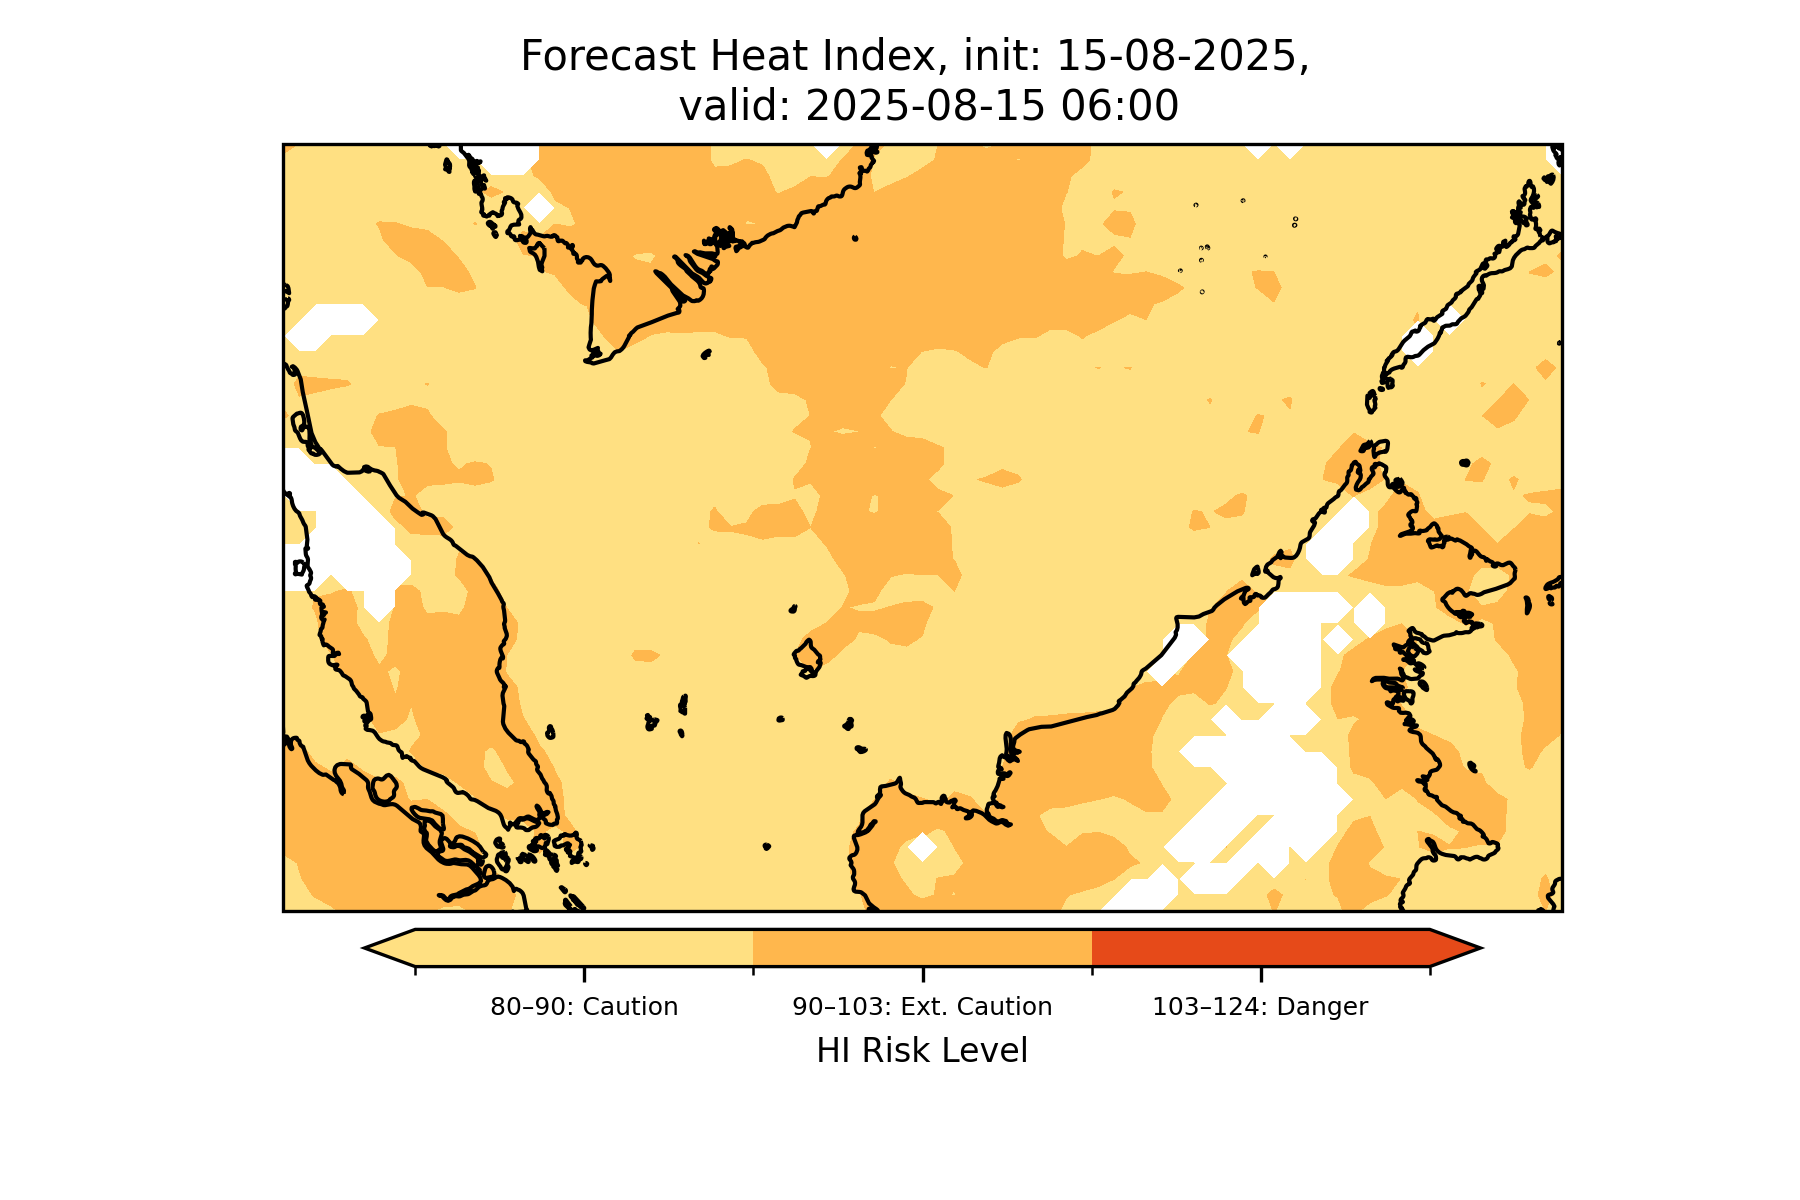 Forecast Heat Index, init: 15-08-2025,
valid: 2025-08-15 06:00
80–90: Caution
90–103: Ext. Caution
103–124: Danger
HI Risk Level